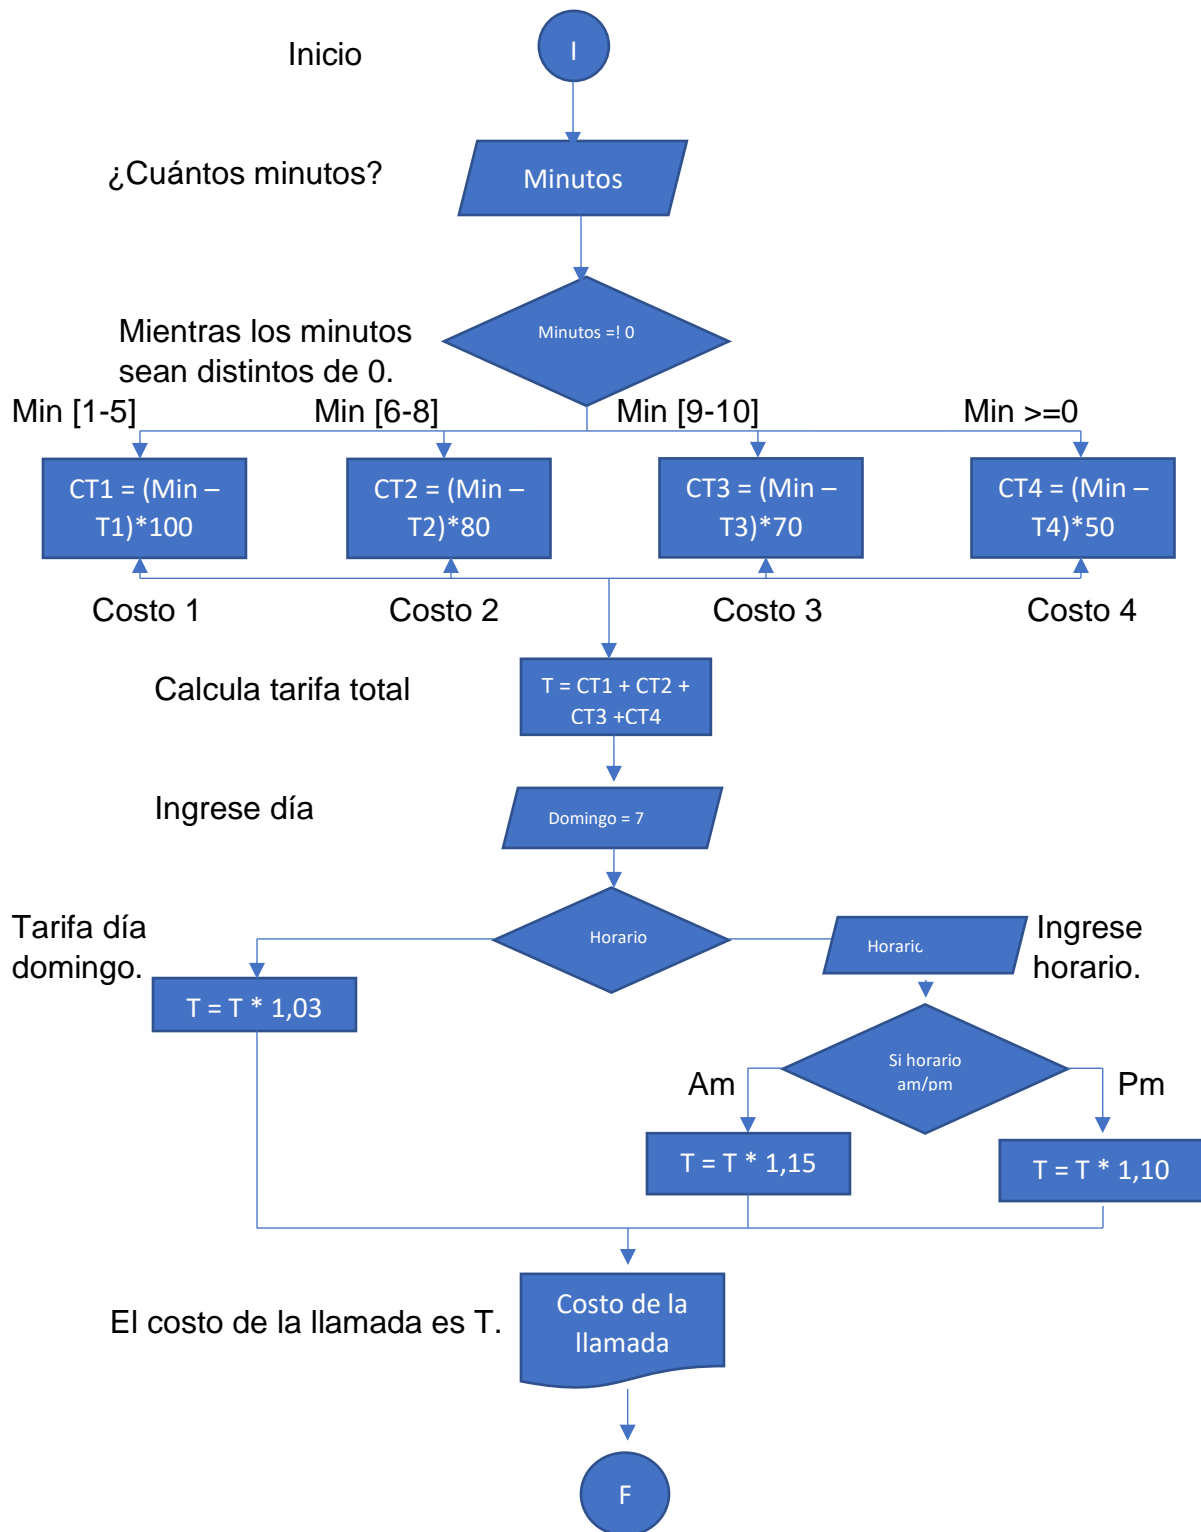 Inicio
I
¿Cuántos minutos?
Minutos
Mientras los minutos
sean distintos de 0.
Minutos =! 0
Min [1-5]
Min [6-8]
Min [9-10]
Min >=0
CT1 = (Min –
T1)*100
CT2 = (Min –
T2)*80
CT3 = (Min –
T3)*70
CT4 = (Min –
T4)*50
Costo 1
Costo 2
Costo 3
Costo 4
Calcula tarifa total
T = CT1 + CT2 +
CT3 +CT4
Ingrese día
Domingo = 7
Tarifa día
domingo.
Horario
Horario
Ingrese
horario.
T = T * 1,03
Si horario
am/pm
Am
Pm
T = T * 1,15
T = T * 1,10
El costo de la llamada es T.
Costo de la
llamada
F